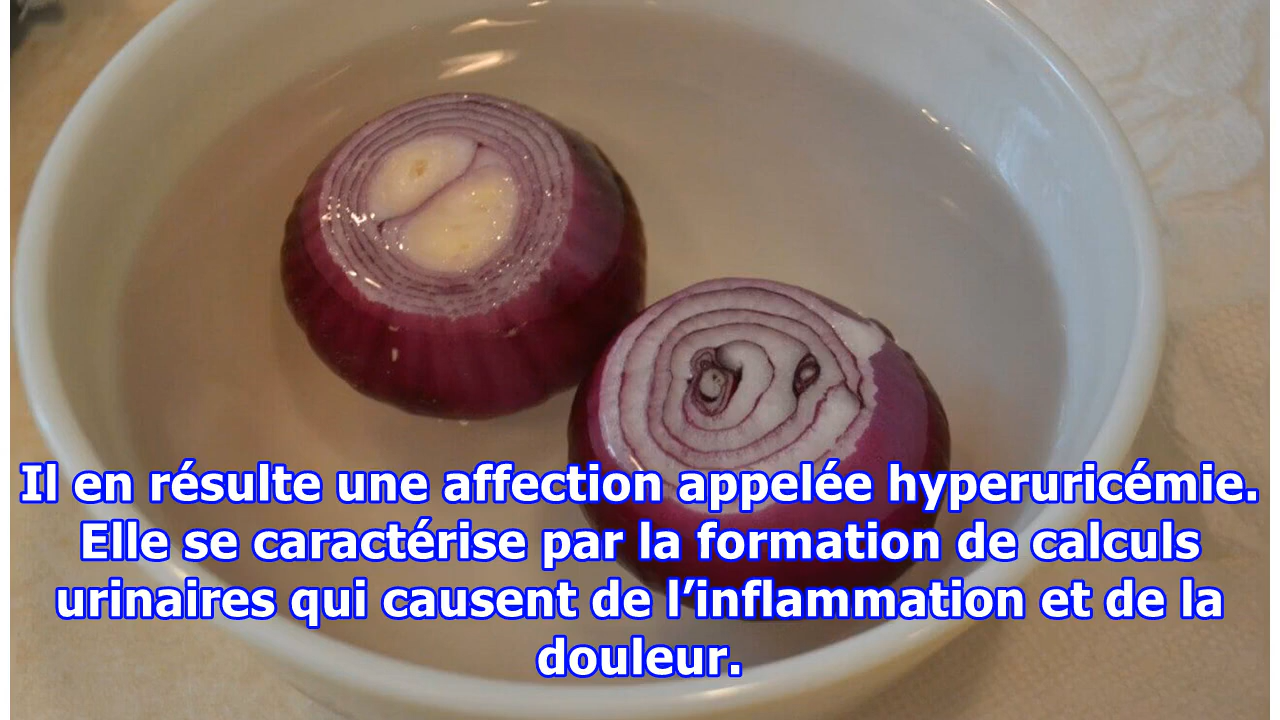 Il en résulte une affection appelée hyperuricémie.
Elle se caractérise par la formation de calculs
urinaires qui causent de l’inflammation et de la
douleur.